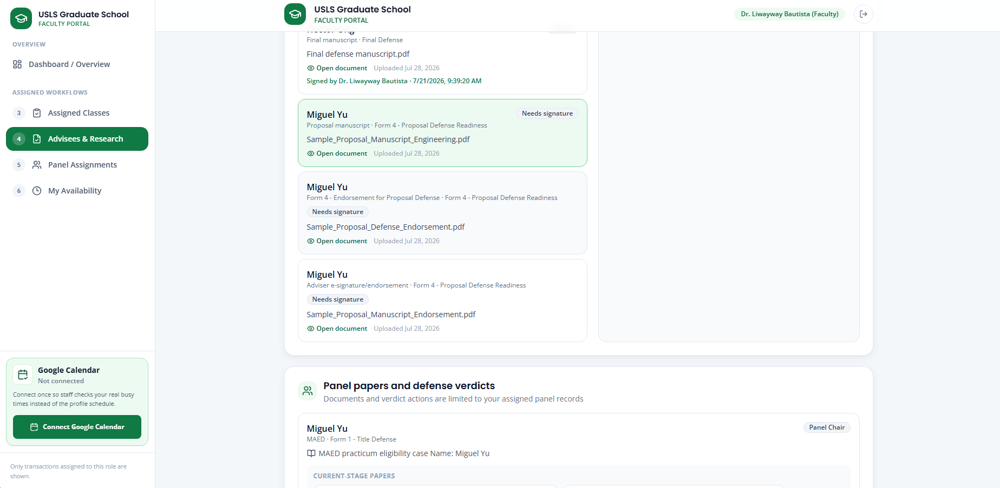 USLS Graduate School
FACULTY PORTAL
OVERVIEW
Dashboard / Overview
ASSIGNED WORKFLOWS
3 Assigned Classes
4 Advisees & Research
5 Panel Assignments
6 My Availability
Google Calendar
Not connected
Connect once so staff checks your real busy
times instead of the profile schedule.
Connect Google Calendar
Only transactions assigned to this role are
shown.
USLS Graduate School
FACULTY PORTAL
Dr. Liwayway Bautista (Faculty)
Final manuscript · Final Defense
Final defense manuscript.pdf
Open document Uploaded Jul 28, 2026
Signed by Dr. Liwayway Bautista · 7/21/2026, 9:39:20 AM
Miguel Yu Needs signature
Proposal manuscript · Form 4 - Proposal Defense Readiness
Sample_Proposal_Manuscript_Engineering.pdf
Open document Uploaded Jul 28, 2026
Miguel Yu
Form 4 - Endorsement for Proposal Defense · Form 4 - Proposal Defense Readiness
Needs signature
Sample_Proposal_Defense_Endorsement.pdf
Open document Uploaded Jul 28, 2026
Miguel Yu
Adviser e-signature/endorsement · Form 4 - Proposal Defense Readiness
Needs signature
Sample_Proposal_Manuscript_Endorsement.pdf
Open document Uploaded Jul 28, 2026
Panel papers and defense verdicts
Documents and verdict actions are limited to your assigned panel records
Miguel Yu Panel Chair
MAED · Form 1 - Title Defense
MAED practicum eligibility case Name: Miguel Yu
CURRENT-STAGE PAPERS